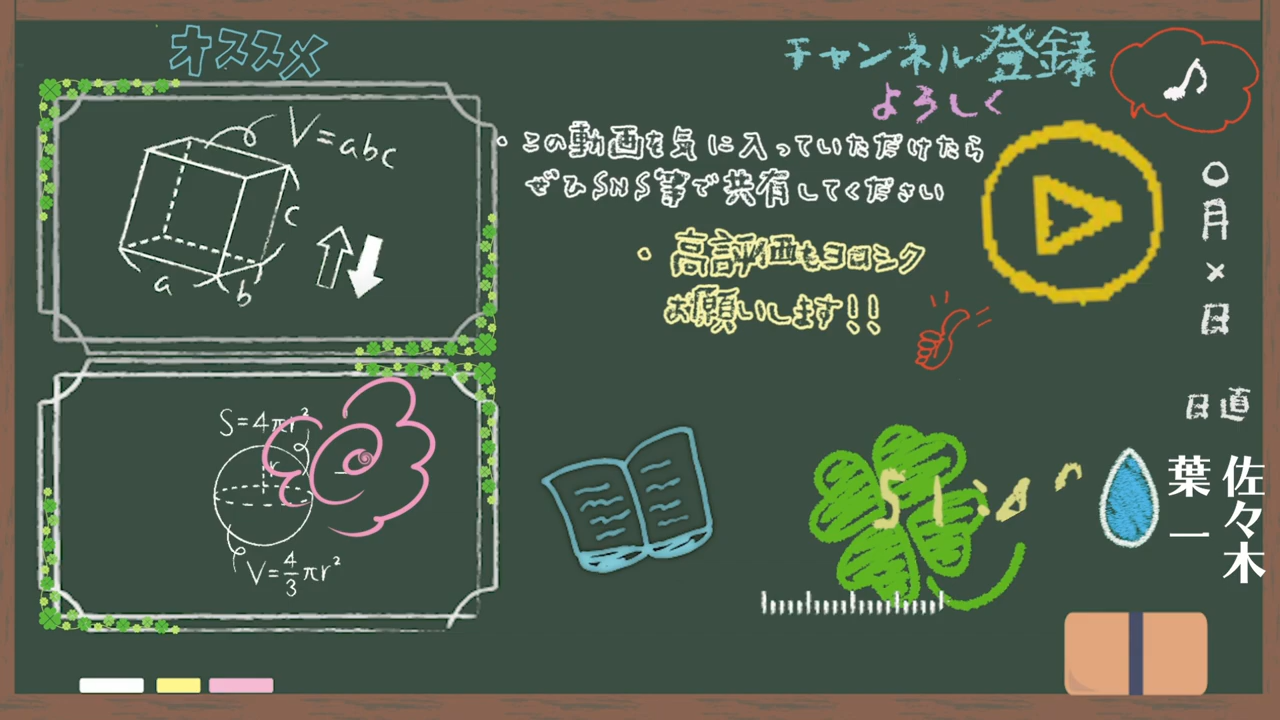 オススメ
V=abc
c
a
b
S=4πr²
r
V=4/3πr²
チャンネル登録
よろしく
・この動画を気に入っていただけたら
ぜひSNS等で共有してください
・高評価もヨロシク
お願いします!!
〇月×日
日直
佐々木
葉一